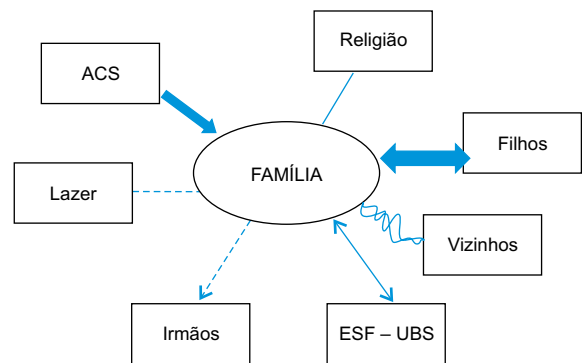 Religião
ACS
Filhos
FAMÍLIA
Lazer
Vizinhos
Irmãos
ESF – UBS